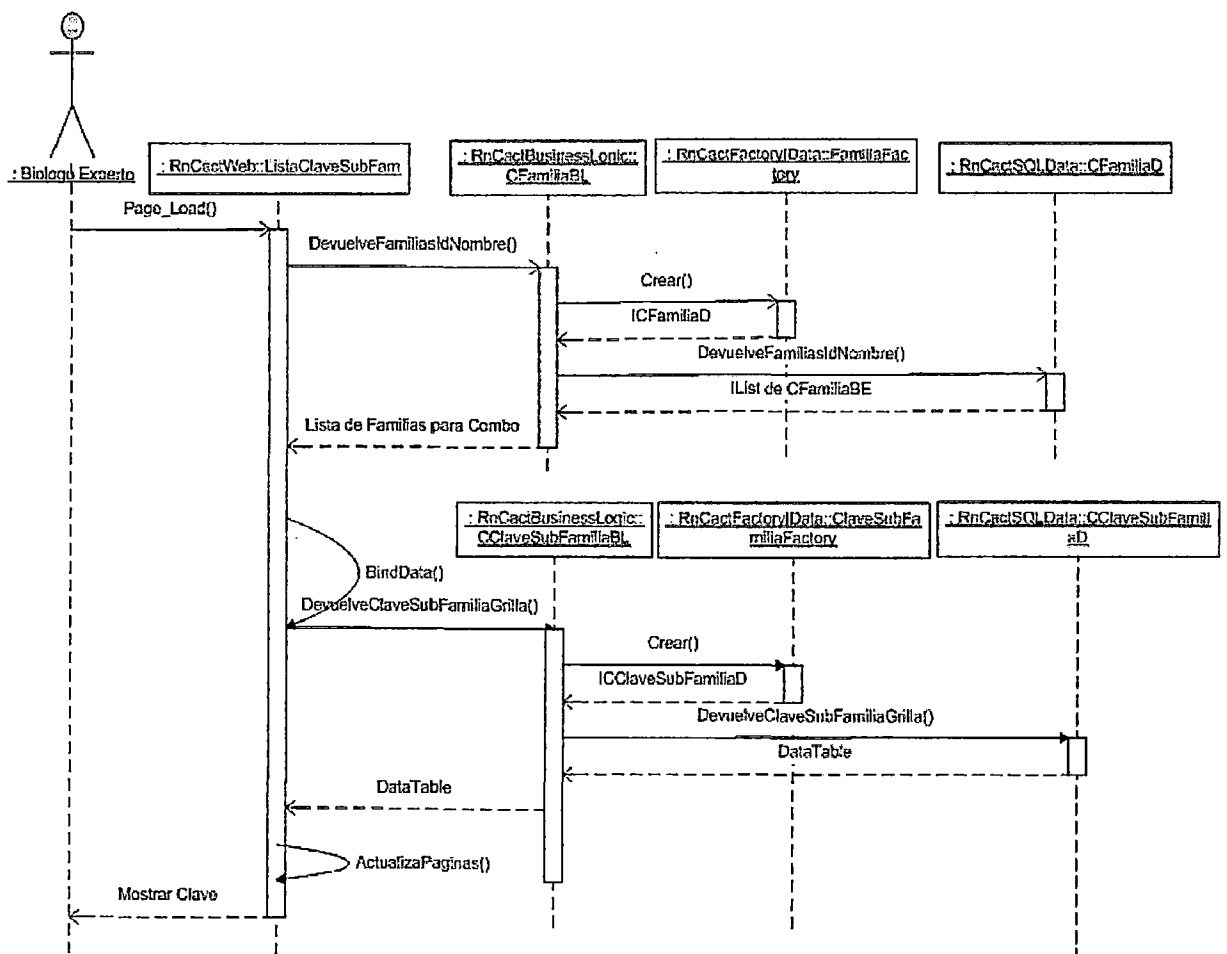 : Biologo Experto
: RnCactWeb::ListaClaveSubFam
: RnCactBusinessLogic::
CFamiliaBL
: RnCactFactoryIData::FamiliaFac
tory
: RnCactSQLData::CFamiliaD
Page_Load()
DevuelveFamiliasIdNombre()
Crear()
ICFamiliaD
DevuelveFamiliasIdNombre()
IList de CFamiliaBE
Lista de Familias para Combo
: RnCactBusinessLogic::
CClaveSubFamiliaBL
: RnCactFactoryIData::ClaveSubFa
miliaFactory
: RnCactSQLData::CClaveSubFamili
aD
BindData()
DevuelveClaveSubFamiliaGrilla()
Crear()
ICClaveSubFamiliaD
DevuelveClaveSubFamiliaGrilla()
DataTable
DataTable
ActualizaPaginas()
Mostrar Clave